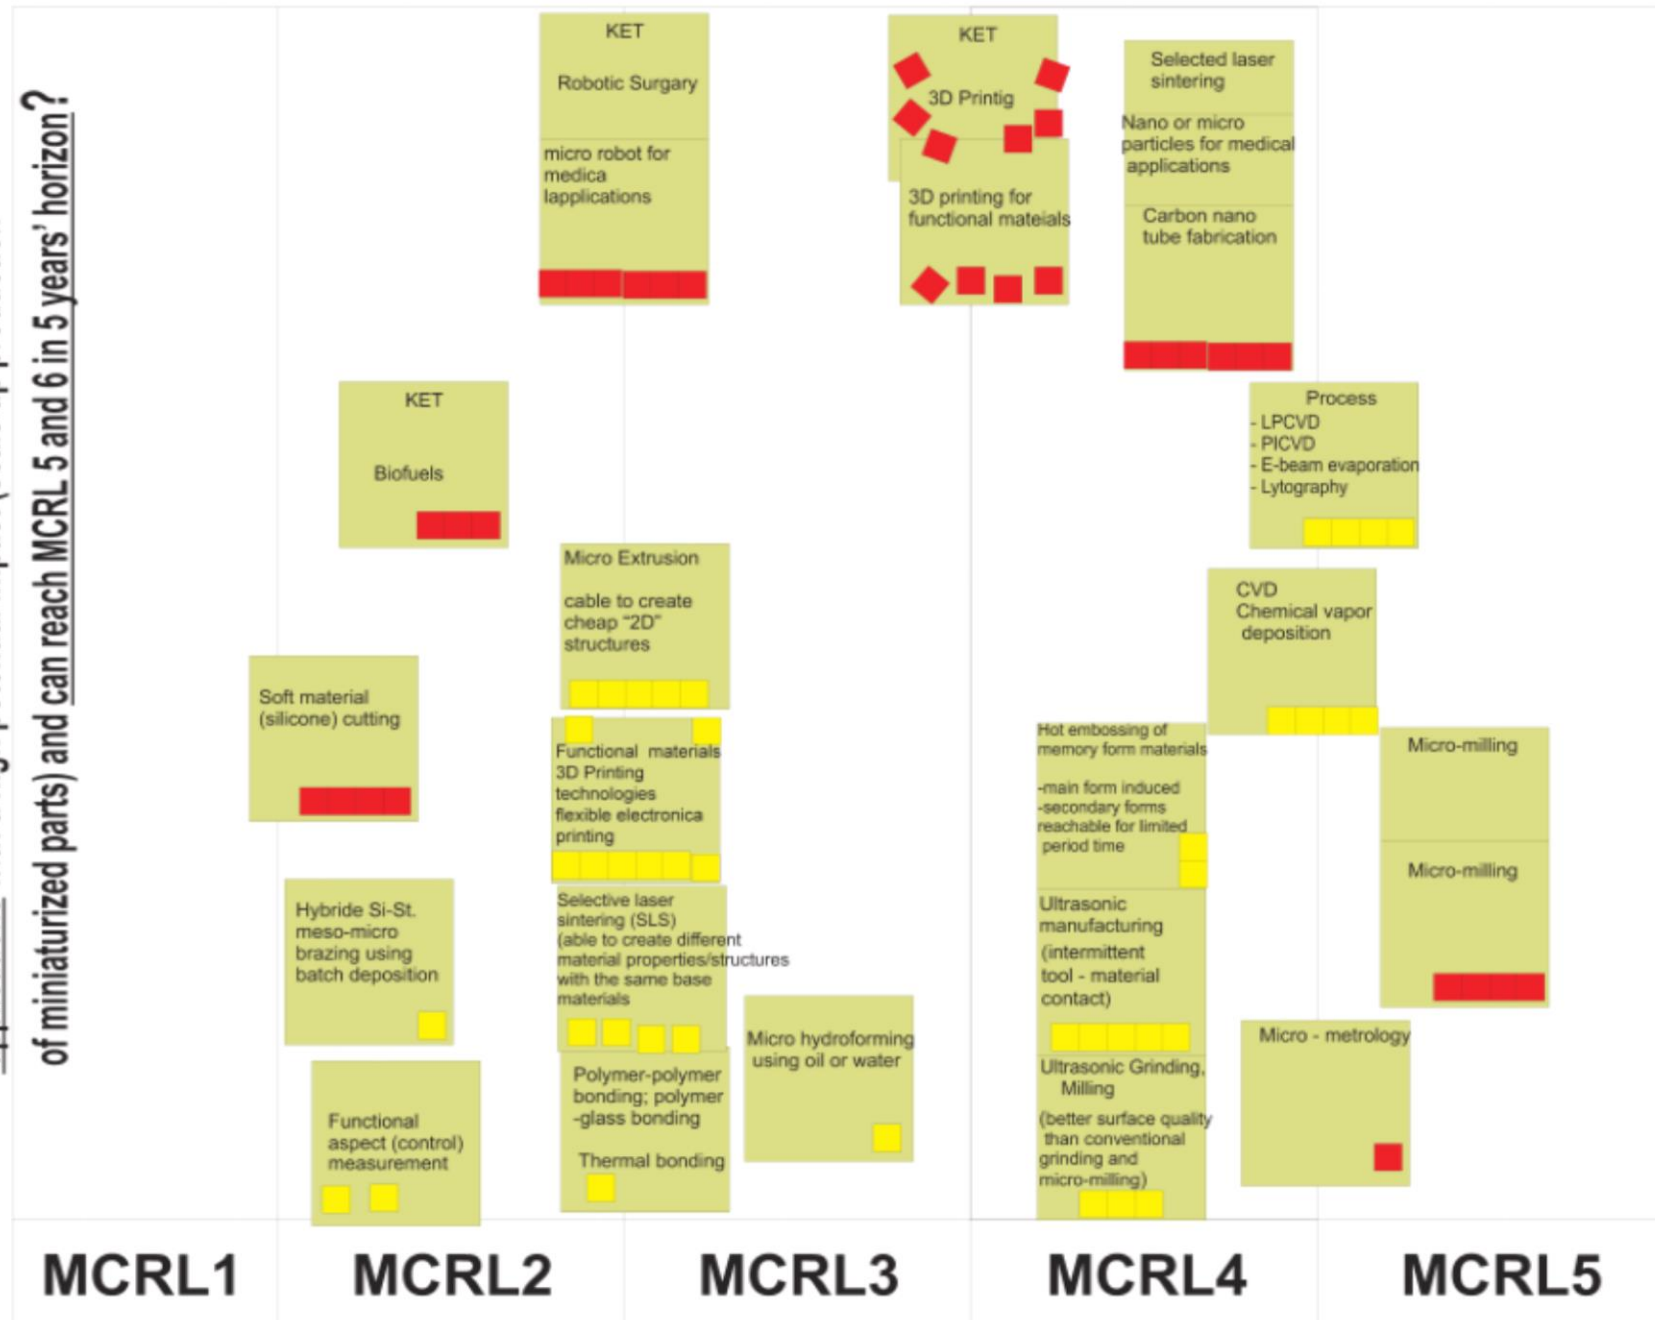 of miniaturized parts) and can reach MCRL 5 and 6 in 5 years' horizon?
KET
Robotic Surgary
micro robot for
medica
lapplications
KET
3D Printig
3D printing for
functional mateials
Selected laser
sintering
Nano or micro
particles for medical
applications
Carbon nano
tube fabrication
KET
Biofuels
Process
- LPCVD
- PICVD
- E-beam evaporation
- Lytography
Micro Extrusion
cable to create
cheap "2D"
structures
CVD
Chemical vapor
deposition
Soft material
(silicone) cutting
Functional materials
3D Printing
technologies
flexible electronica
printing
Hot embossing of
memory form materials
-main form induced
-secondary forms
reachable for limited
period time
Micro-milling
Micro-milling
Hybride Si-St.
meso-micro
brazing using
batch deposition
Selective laser
sintering (SLS)
(able to create different
material properties/structures
with the same base
materials
Ultrasonic
manufacturing
(intermittent
tool - material
contact)
Micro hydroforming
using oil or water
Micro - metrology
Functional
aspect (control)
measurement
Polymer-polymer
bonding; polymer
-glass bonding
Thermal bonding
Ultrasonic Grinding,
Milling
(better surface quality
than conventional
grinding and
micro-milling)
MCRL1
MCRL2
MCRL3
MCRL4
MCRL5